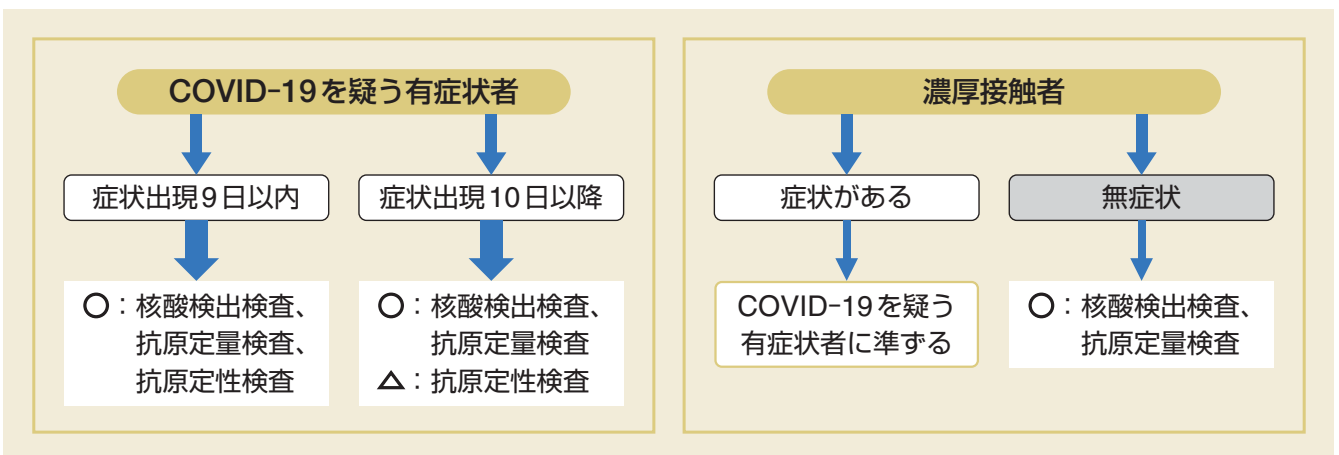 COVID-19を疑う有症状者
症状出現9日以内
○：核酸検出検査、
抗原定量検査、
抗原定性検査
症状出現10日以降
○：核酸検出検査、
抗原定量検査
△：抗原定性検査
濃厚接触者
症状がある
COVID-19を疑う
有症状者に準ずる
無症状
○：核酸検出検査、
抗原定量検査